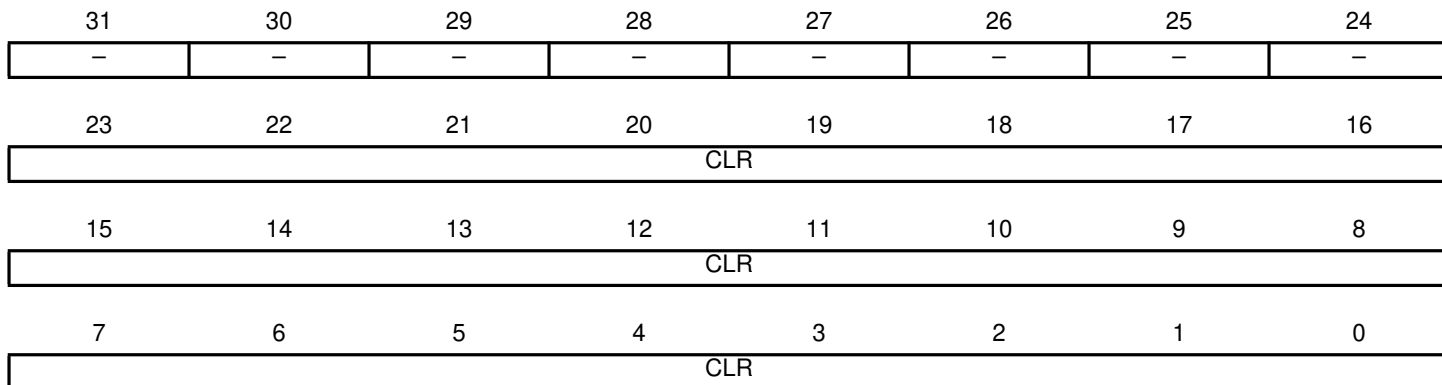 31 30 29 28 27 26 25 24
– – – – – – – –
23 22 21 20 19 18 17 16
CLR
15 14 13 12 11 10 9 8
CLR
7 6 5 4 3 2 1 0
CLR